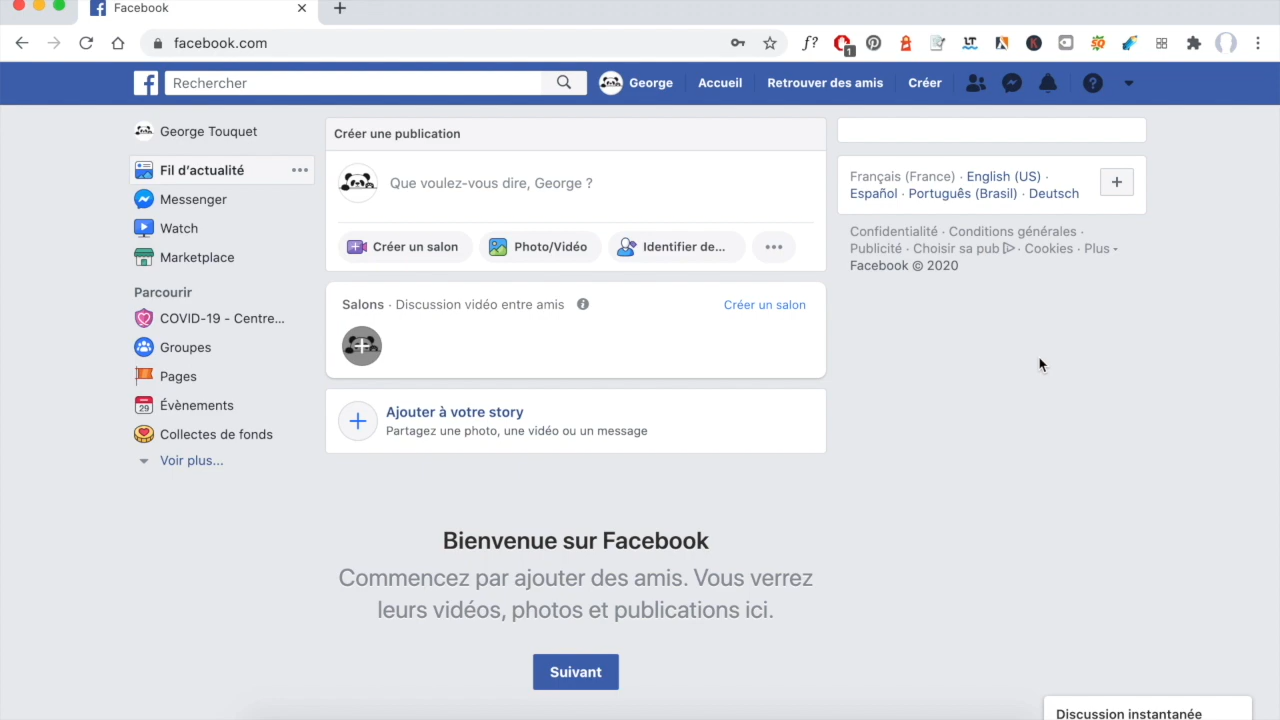 Facebook
facebook.com
f?
1
Rechercher
George
Accueil
Retrouver des amis
Créer
George Touquet
Fil d'actualité
Messenger
Watch
Marketplace
Parcourir
COVID-19 - Centre...
Groupes
Pages
29
Évènements
Collectes de fonds
Voir plus...
Créer une publication
Que voulez-vous dire, George ?
Créer un salon
Photo/Vidéo
Identifier de...
Salons · Discussion vidéo entre amis
Créer un salon
Ajouter à votre story
Partagez une photo, une vidéo ou un message
Bienvenue sur Facebook
Commencez par ajouter des amis. Vous verrez
leurs vidéos, photos et publications ici.
Suivant
Français (France) · English (US) ·
Español · Português (Brasil) · Deutsch
Confidentialité · Conditions générales ·
Publicité · Choisir sa pub · Cookies · Plus
Facebook © 2020
Discussion instantanée